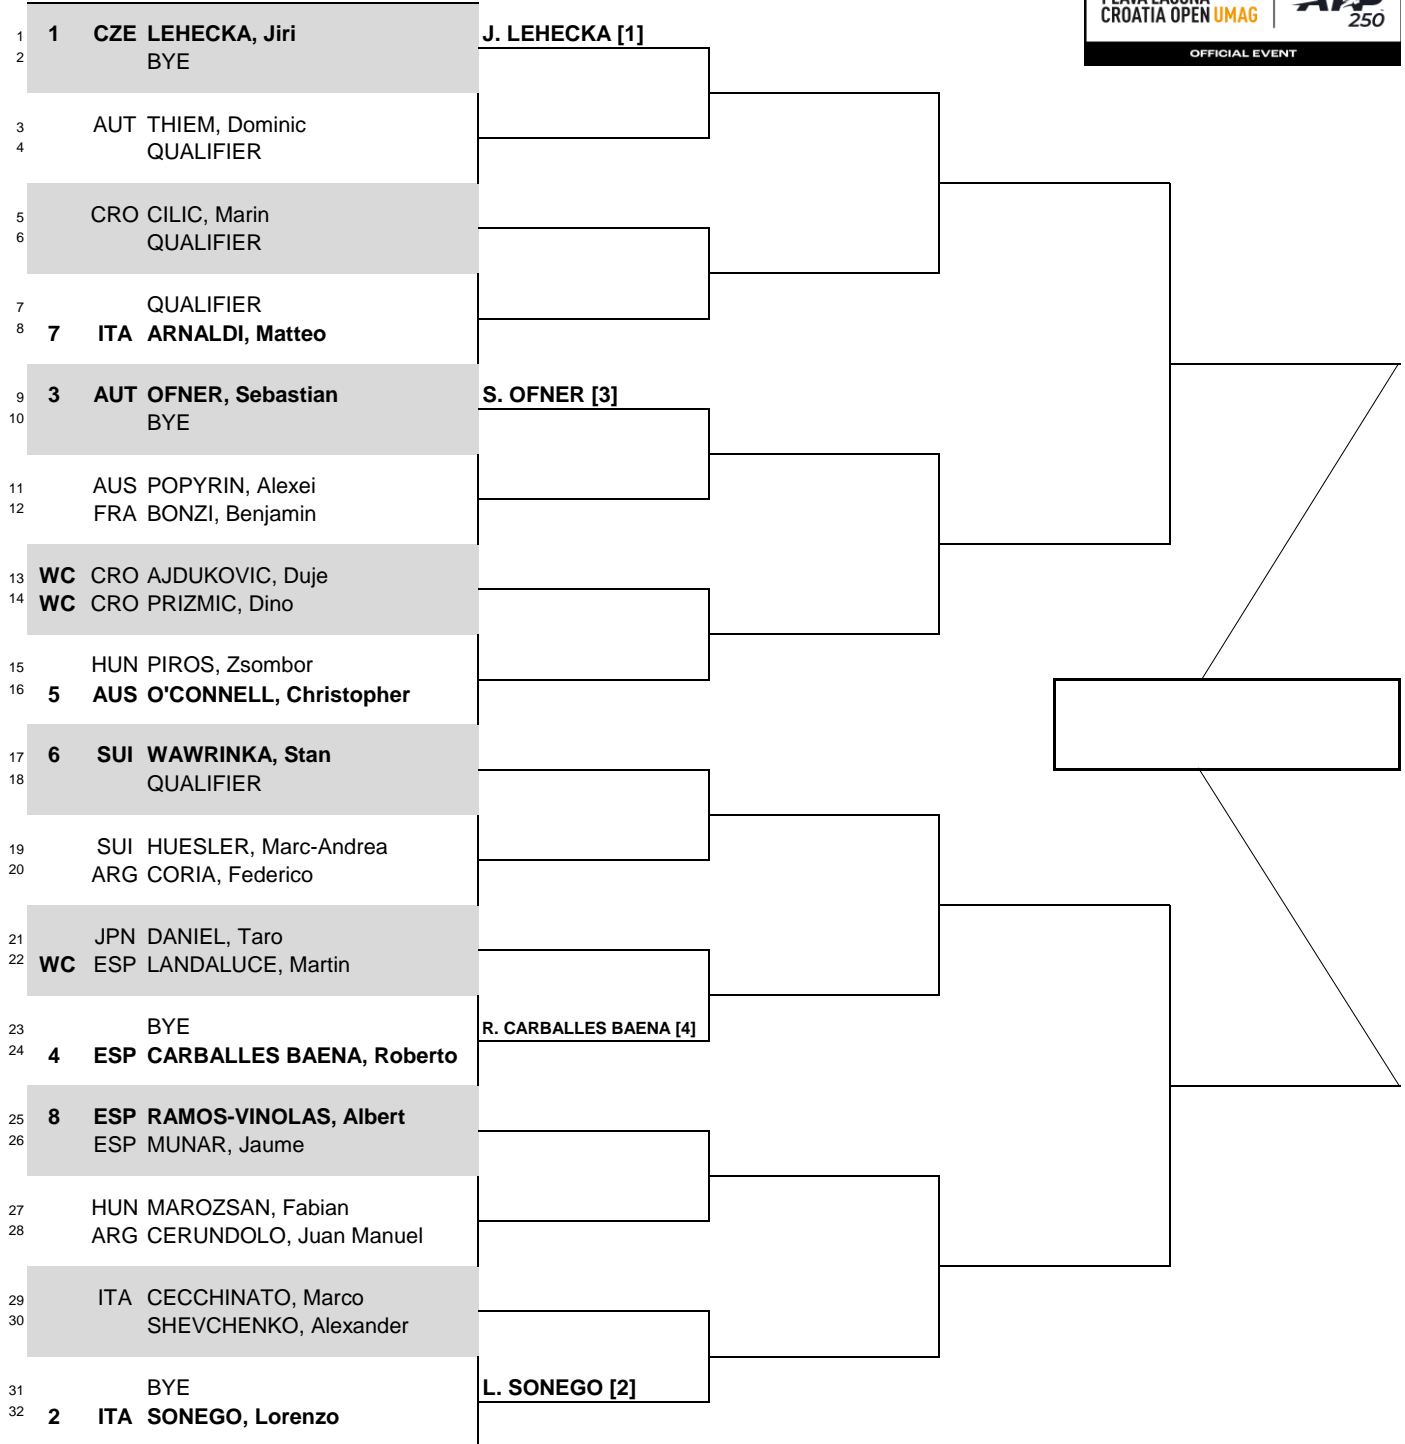 PLAVA LAGUNA
CROATIA OPEN UMAG
ATP
250
OFFICIAL EVENT
1 1 CZE LEHECKA, Jiri
J. LEHECKA [1]
2 BYE
3 AUT THIEM, Dominic
4 QUALIFIER
5 CRO CILIC, Marin
6 QUALIFIER
7 QUALIFIER
8 7 ITA ARNALDI, Matteo
9 3 AUT OFNER, Sebastian
S. OFNER [3]
10 BYE
11 AUS POPYRIN, Alexei
12 FRA BONZI, Benjamin
13 WC CRO AJDUKOVIC, Duje
14 WC CRO PRIZMIC, Dino
15 HUN PIROS, Zsombor
16 5 AUS O'CONNELL, Christopher
17 6 SUI WAWRINKA, Stan
18 QUALIFIER
19 SUI HUESLER, Marc-Andrea
20 ARG CORIA, Federico
21 JPN DANIEL, Taro
22 WC ESP LANDALUCE, Martin
23 BYE
R. CARBALLES BAENA [4]
24 4 ESP CARBALLES BAENA, Roberto
25 8 ESP RAMOS-VINOLAS, Albert
26 ESP MUNAR, Jaume
27 HUN MAROZSAN, Fabian
28 ARG CERUNDOLO, Juan Manuel
29 ITA CECCHINATO, Marco
30 SHEVCHENKO, Alexander
31 BYE
L. SONEGO [2]
32 2 ITA SONEGO, Lorenzo